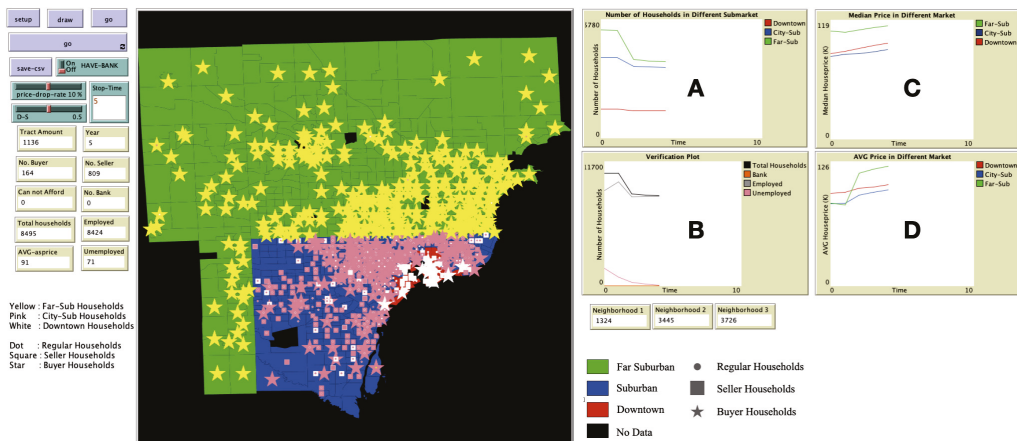 setup
draw
go
go
save-csv
On
Off
HAVE-BANK
price-drop-rate 10 %
D-S 0.5
Stop-Time
5
Tract Amount
1136
Year
5
No. Buyer
164
No. Seller
809
Can not Afford
0
No. Bank
0
Total households
8495
Employed
8424
AVG-asprice
91
Unemployed
71
Yellow : Far-Sub Households
Pink : City-Sub Households
White : Downtown Households
Dot : Regular Households
Square : Seller Households
Star : Buyer Households
Number of Households in Different Submarket
5780
Number of Households
0
0
Time
10
Downtown
City-Sub
Far-Sub
A
Median Price in Different Market
119
Median Houseprice (K)
0
0
Time
10
Far-Sub
City-Sub
Downtown
C
Verification Plot
11700
Number of Households
0
0
Time
10
Total Households
Bank
Employed
Unemployed
B
AVG Price in Different Market
126
AVG Houseprice (K)
0
0
Time
10
Downtown
City-Sub
Far-Sub
D
Neighborhood 1
1324
Neighborhood 2
3445
Neighborhood 3
3726
Far Suburban
Suburban
Downtown
No Data
Regular Households
Seller Households
Buyer Households